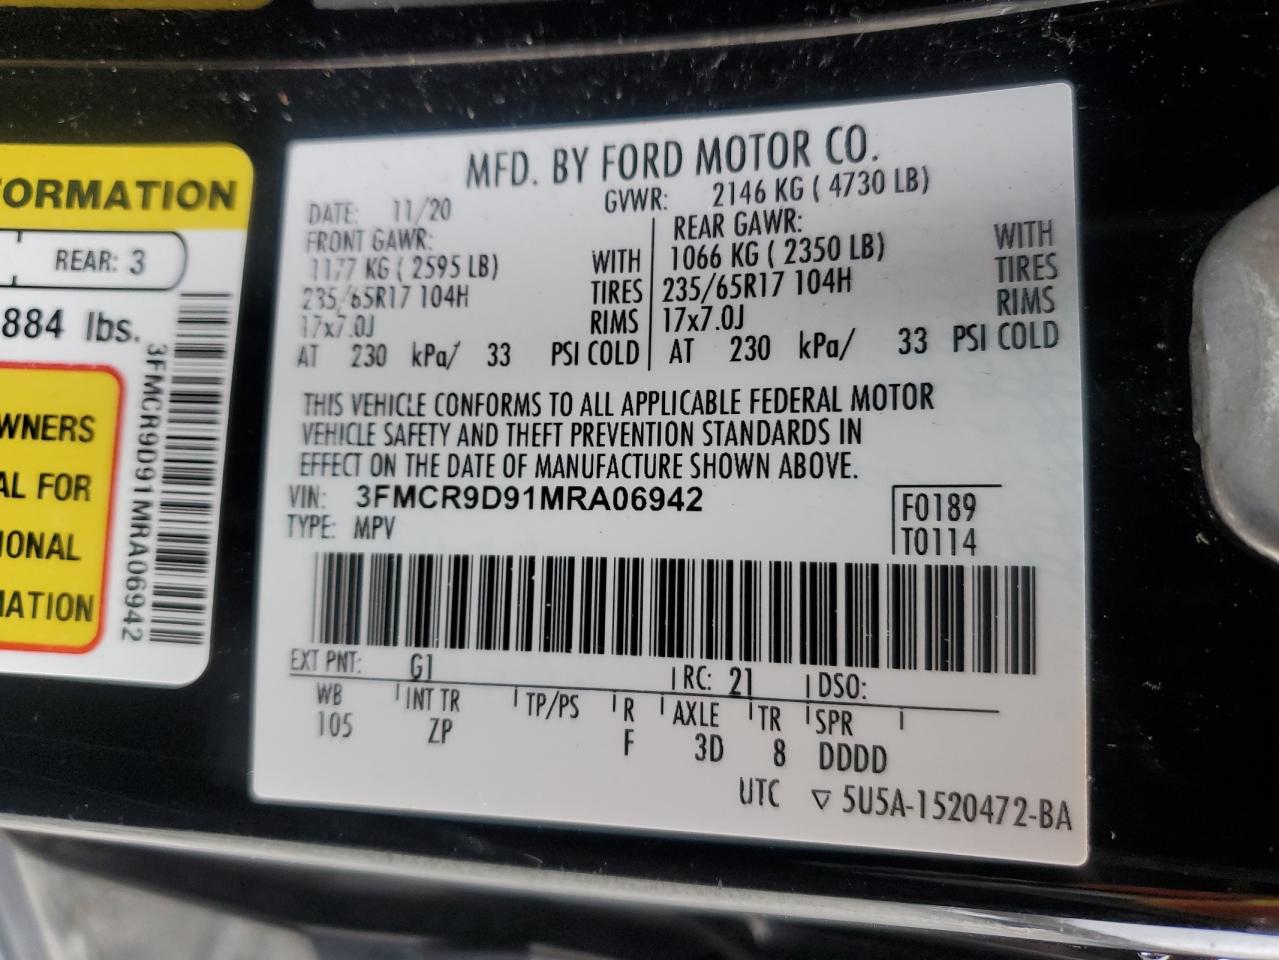 ORMATION
REAR: 3
884 lbs.
3FMCR9D91MRA06942
WNERS
AL FOR
IONAL
MATION
MFD. BY FORD MOTOR CO.
DATE: 11/20 GVWR: 2146 KG ( 4730 LB)
FRONT GAWR: REAR GAWR:
1177 KG ( 2595 LB) WITH 1066 KG ( 2350 LB) WITH
235/65R17 104H TIRES 235/65R17 104H TIRES
17x7.0J RIMS 17x7.0J RIMS
AT 230 kPa/ 33 PSI COLD AT 230 kPa/ 33 PSI COLD
THIS VEHICLE CONFORMS TO ALL APPLICABLE FEDERAL MOTOR
VEHICLE SAFETY AND THEFT PREVENTION STANDARDS IN
EFFECT ON THE DATE OF MANUFACTURE SHOWN ABOVE.
VIN: 3FMCR9D91MRA06942 F0189
TYPE: MPV T0114
EXT PNT: G1 RC: 21 DSO:
WB INT TR TP/PS R AXLE TR SPR
105 ZP F 3D 8 DDDD
UTC ▽ 5U5A-1520472-BA